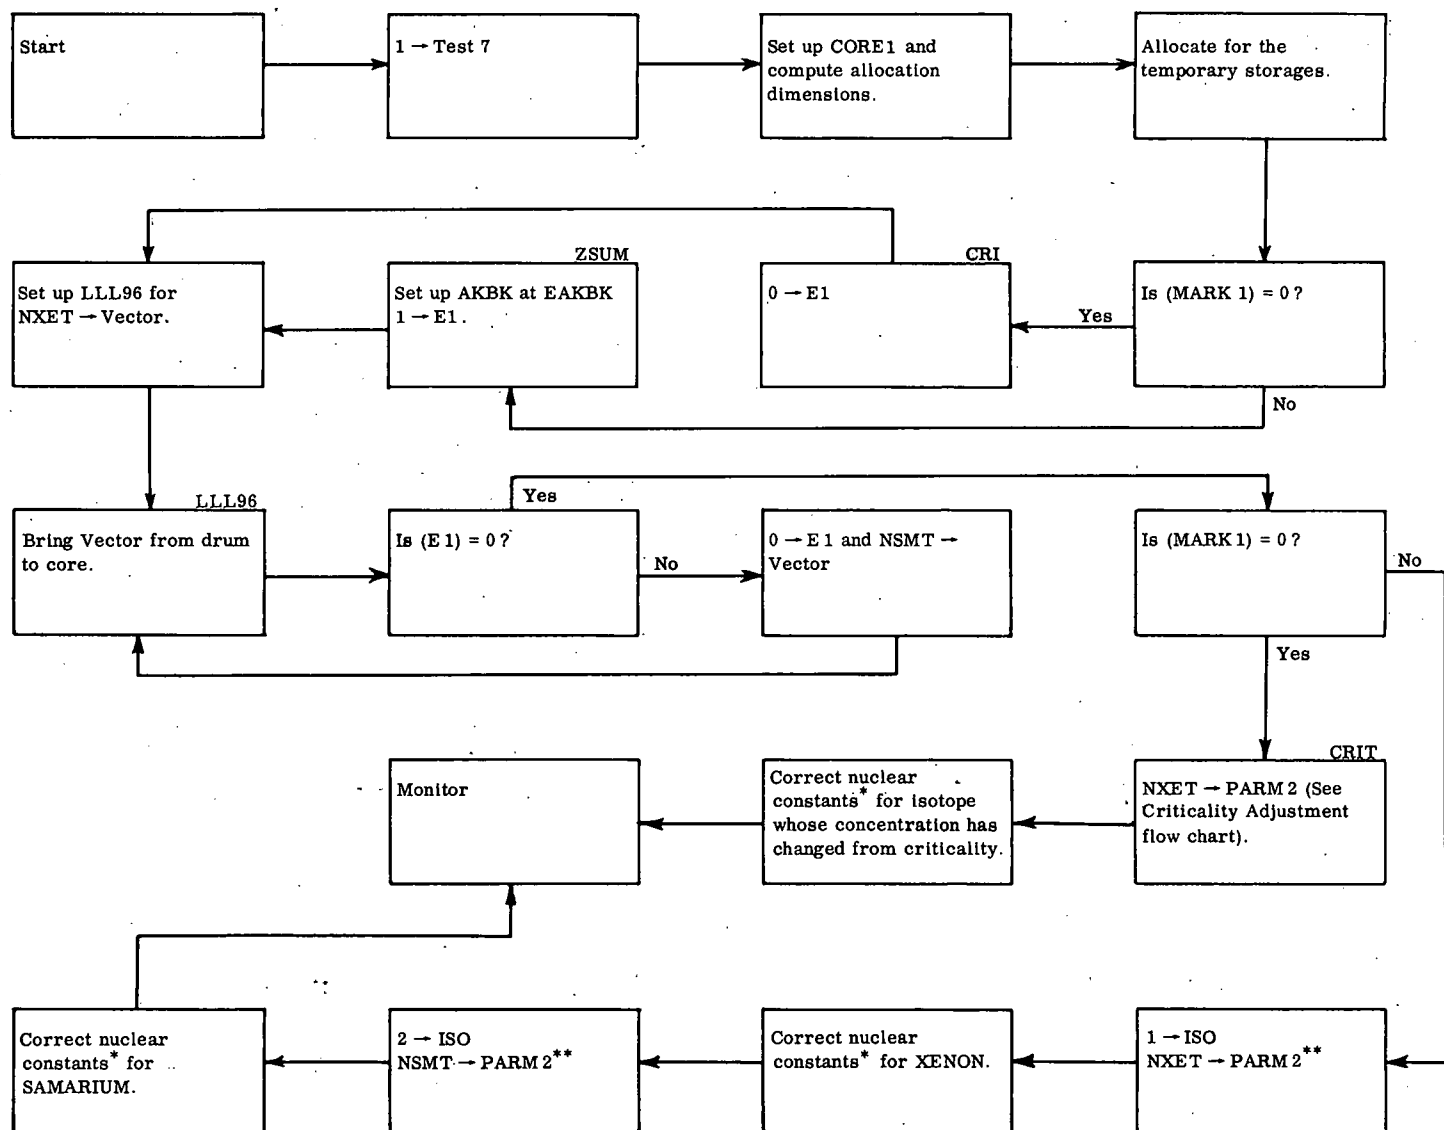 Start
1 → Test 7
Set up CORE1 and
compute allocation
dimensions.
Allocate for the
temporary storages.
ZSUM
CRI
Set up LLL96 for
NXET → Vector.
Set up AKBK at EAKBK
1 → E1.
0 → E1
Yes
Is (MARK 1) = 0?
No
LLL96
Yes
Bring Vector from drum
to core.
Is (E1) = 0?
No
0 → E1 and NSMT →
Vector
Is (MARK1) = 0?
No
Yes
CRIT
Monitor
Correct nuclear
constants* for isotope
whose concentration has
changed from criticality.
NXET → PARM 2 (See
Criticality Adjustment
flow chart).
Correct nuclear
constants* for
SAMARIUM.
2 → ISO
NSMT → PARM 2**
Correct nuclear
constants* for XENON.
1 → ISO
NXET → PARM 2**